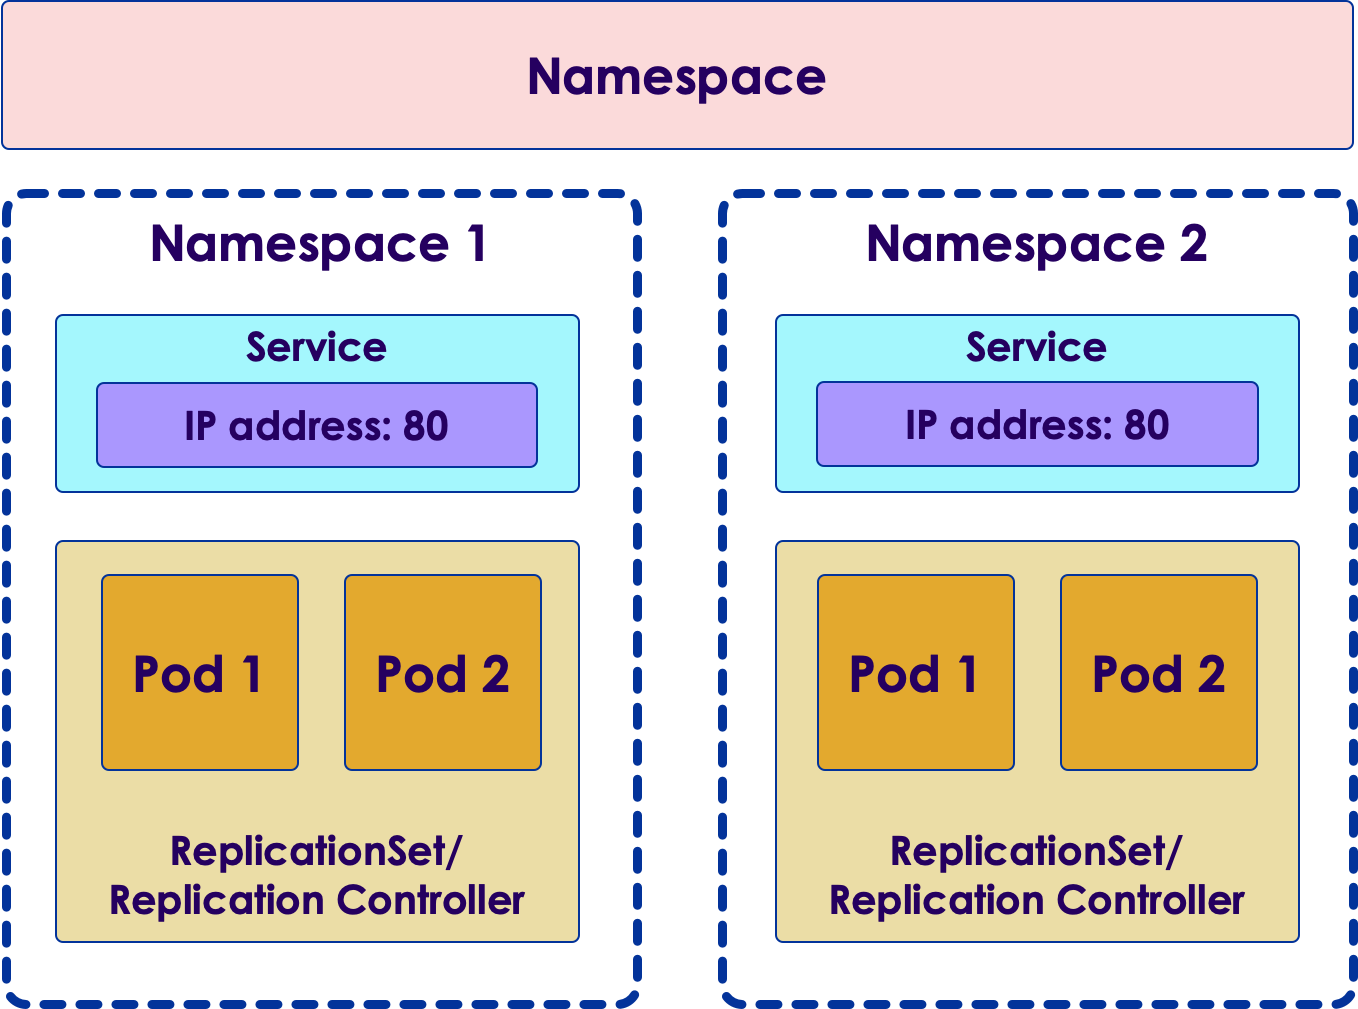 Namespace
Namespace 1
Service
IP address: 80
Pod 1
Pod 2
ReplicationSet/
Replication Controller
Namespace 2
Service
IP address: 80
Pod 1
Pod 2
ReplicationSet/
Replication Controller